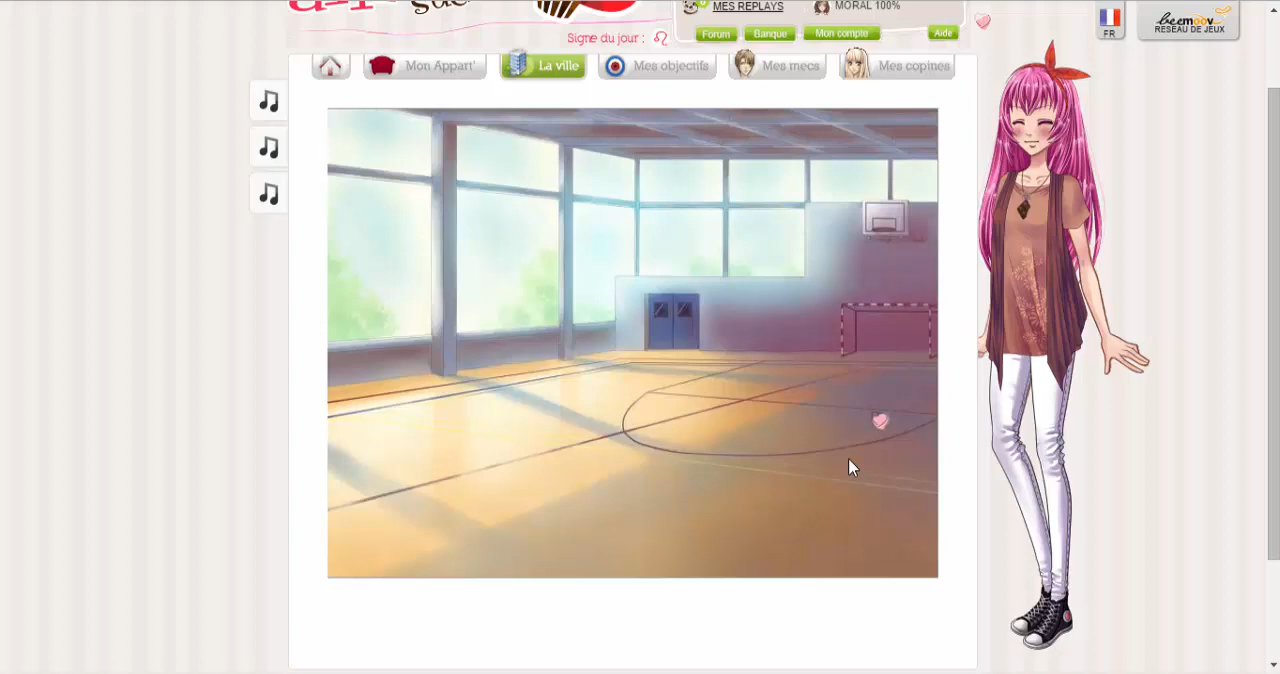 MES REPLAYS
MORAL 100%
Signe du jour :
Forum
Banque
Mon compte
Aide
FR
beemoov
RESEAU DE JEUX
Mon Appart'
La ville
Mes objectifs
Mes mecs
Mes copines